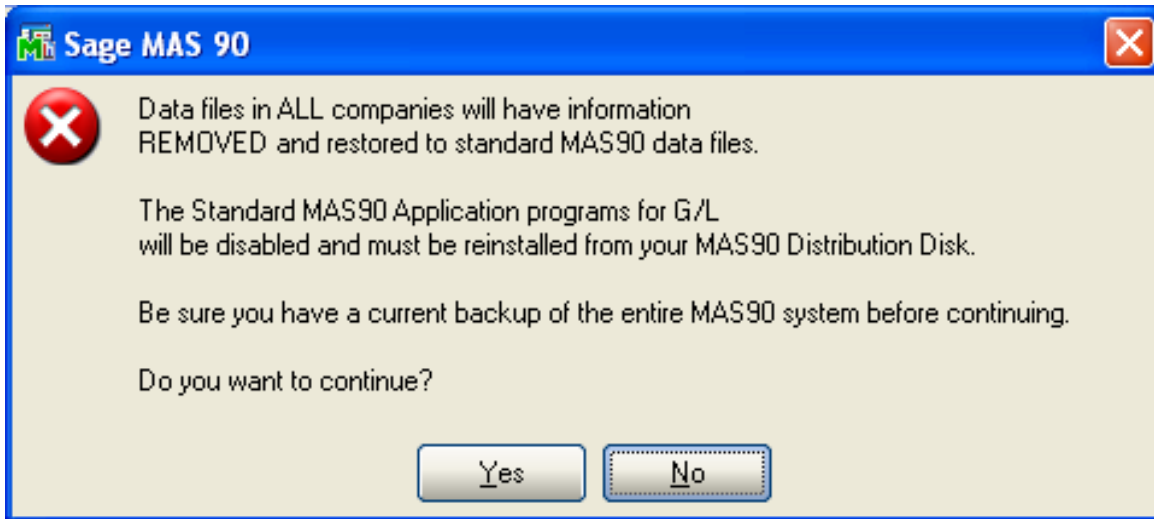 Sage MAS 90
Data files in ALL companies will have information
REMOVED and restored to standard MAS90 data files.
The Standard MAS90 Application programs for G/L
will be disabled and must be reinstalled from your MAS90 Distribution Disk.
Be sure you have a current backup of the entire MAS90 system before continuing.
Do you want to continue?
Yes
No